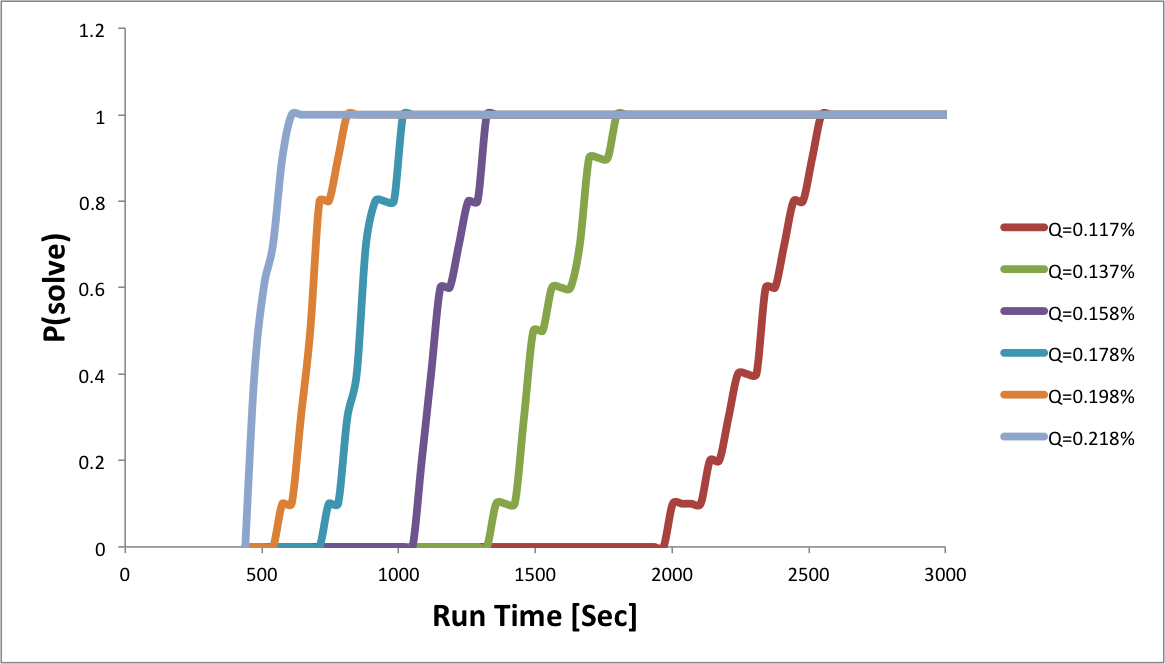 1.2
1
0.8
0.6
0.4
0.2
0
P(solve)
0 500 1000 1500 2000 2500 3000
Run Time [Sec]
Q=0.117%
Q=0.137%
Q=0.158%
Q=0.178%
Q=0.198%
Q=0.218%